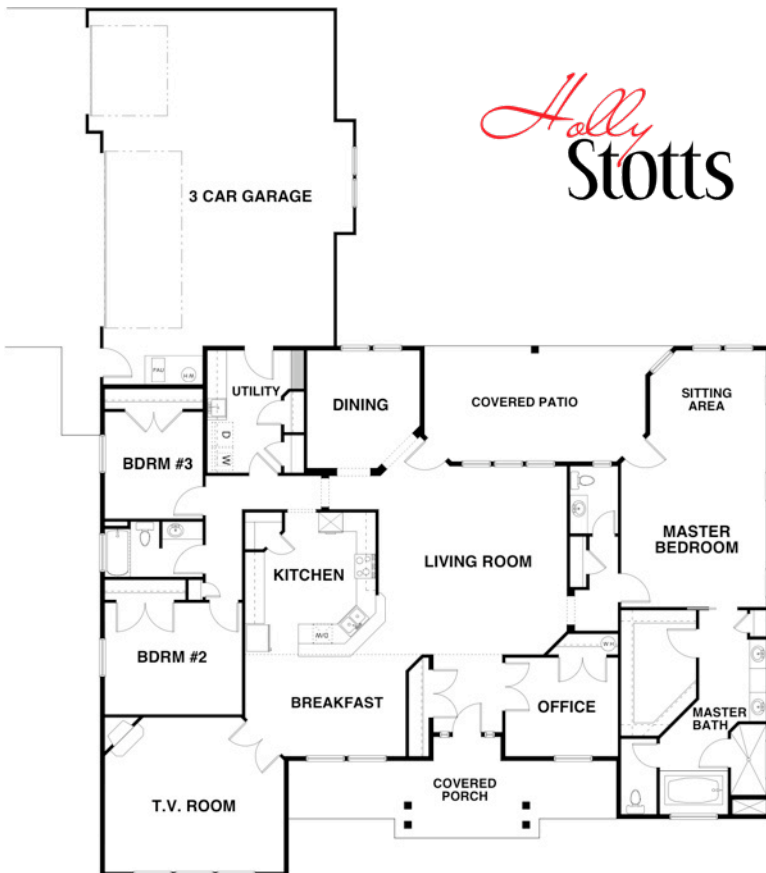 Holly
Stotts
3 CAR GARAGE
FAU
H.W.
UTILITY
DINING
COVERED PATIO
SITTING
AREA
D
W
BDRM #3
MASTER
BEDROOM
KITCHEN
LIVING ROOM
D/W
BDRM #2
BREAKFAST
OFFICE
MASTER
BATH
T.V. ROOM
COVERED
PORCH